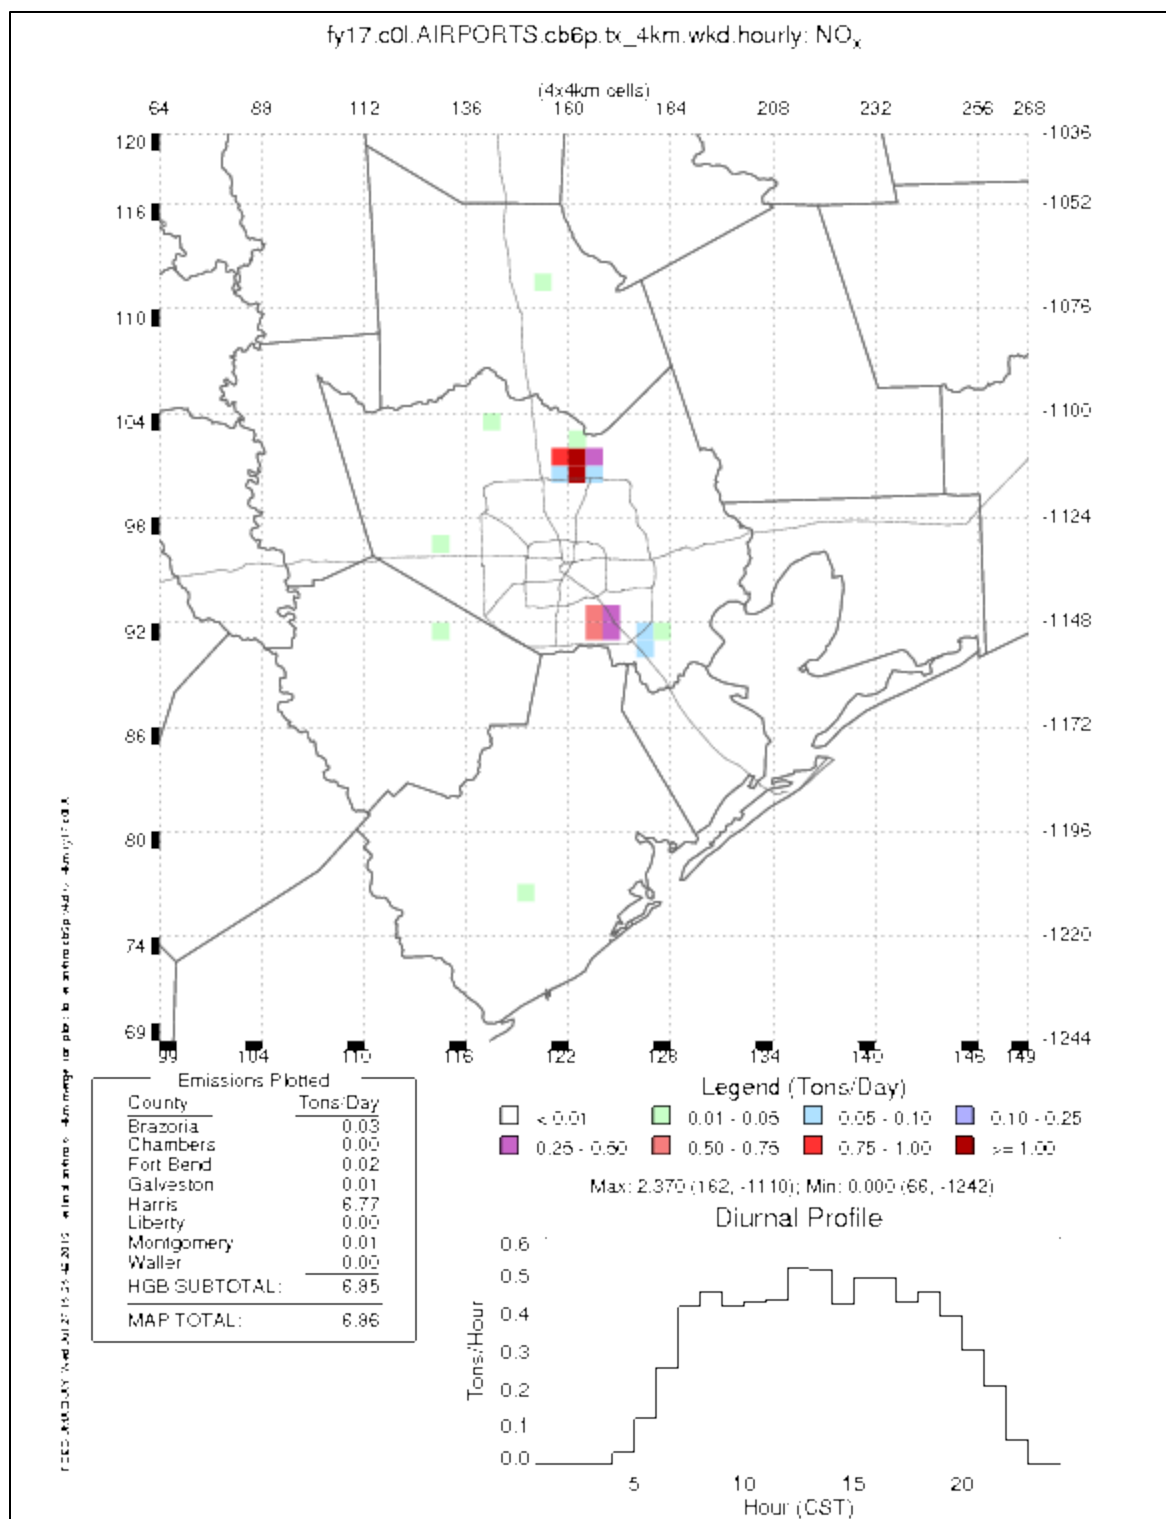 fy17.c0l.AIRPORTS.cb6p.tx_4km.wkd.hourly: NOx
(4x4km cells)
64 88 112 136 160 184 208 232 256 268
120 -1036
116 -1052
110 -1076
104 -1100
98 -1124
92 -1148
86 -1172
80 -1196
74 -1220
69 -1244
99 104 110 116 122 128 134 140 146 149
Emissions Plotted
County Tons/Day
Brazoria 0.03
Chambers 0.00
Fort Bend 0.02
Galveston 0.01
Harris 6.77
Liberty 0.00
Montgomery 0.01
Waller 0.00
HGB SUBTOTAL: 6.85
MAP TOTAL: 6.86
Legend (Tons/Day)
< 0.01 0.01 - 0.05 0.05 - 0.10 0.10 - 0.25
0.25 - 0.50 0.50 - 0.75 0.75 - 1.00 >= 1.00
Max: 2.370 (162, -1110); Min: 0.000 (66, -1242)
Diurnal Profile
0.6
0.5
0.4
0.3
0.2
0.1
0.0
Tons/Hour
5 10 15 20
Hour (CST)